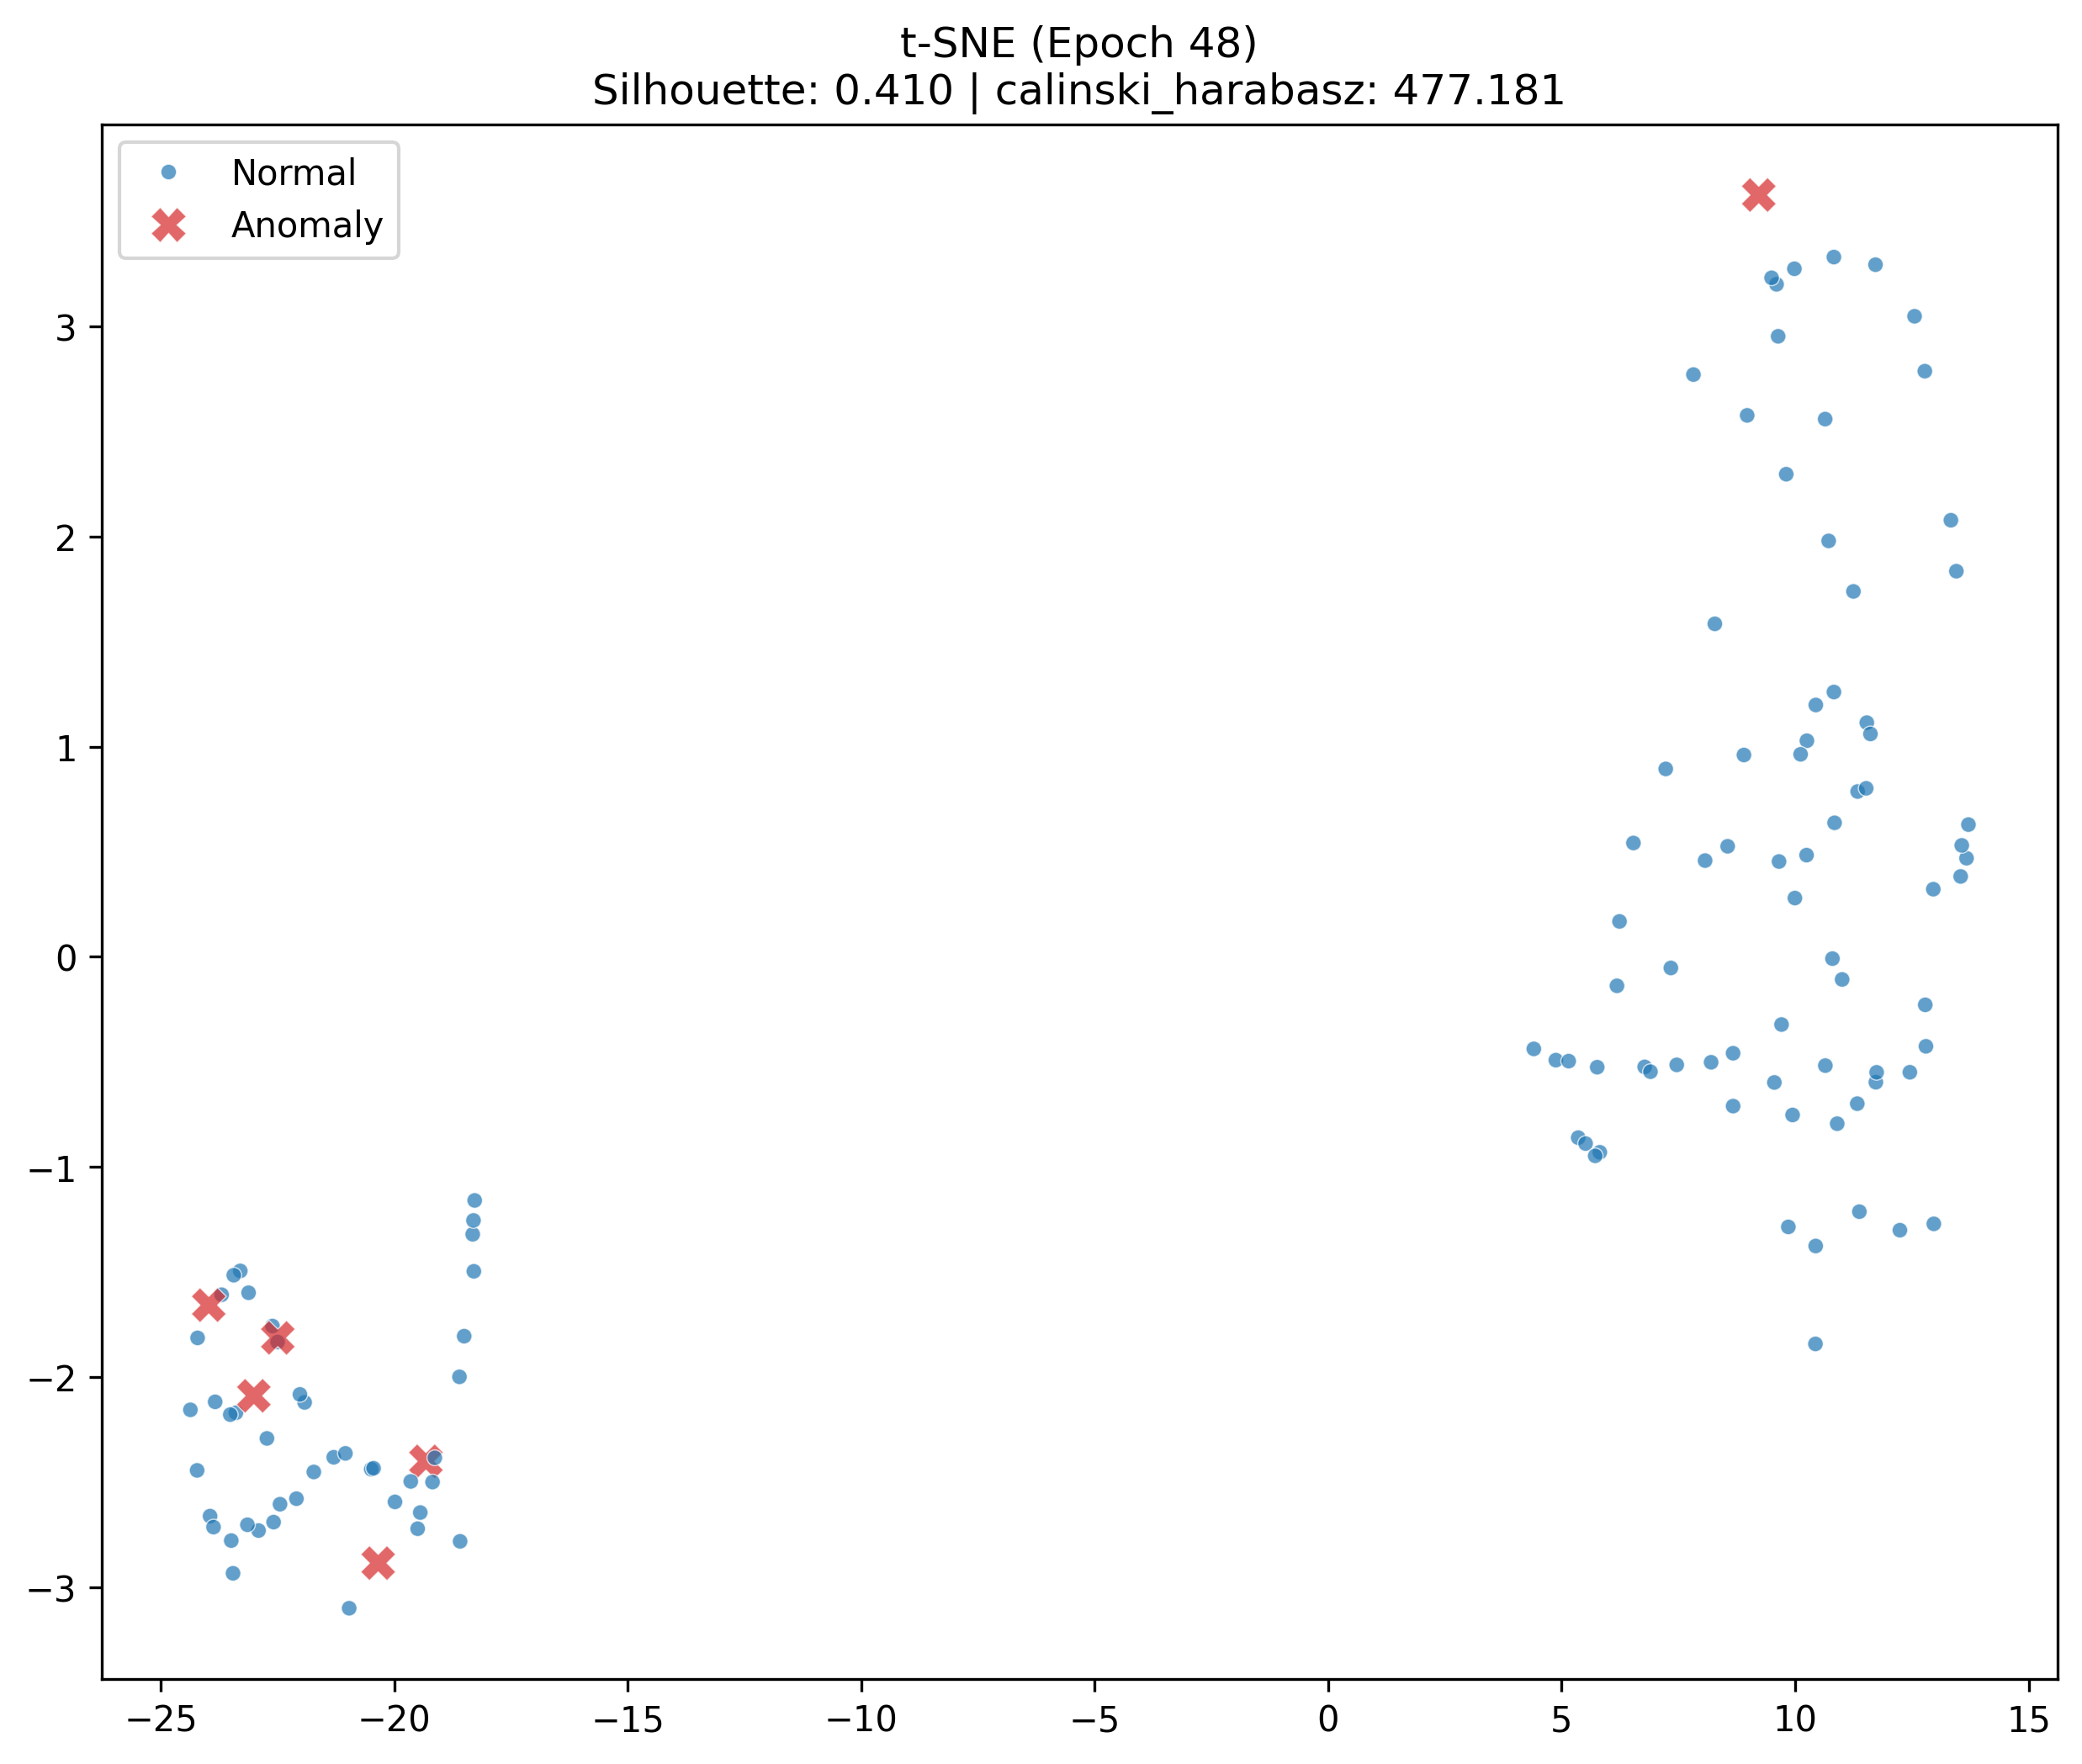 t-SNE (Epoch 48)
Silhouette: 0.410 | calinski_harabasz: 477.181
Normal
Anomaly
3
2
1
0
−1
−2
−3
−25 −20 −15 −10 −5 0 5 10 15